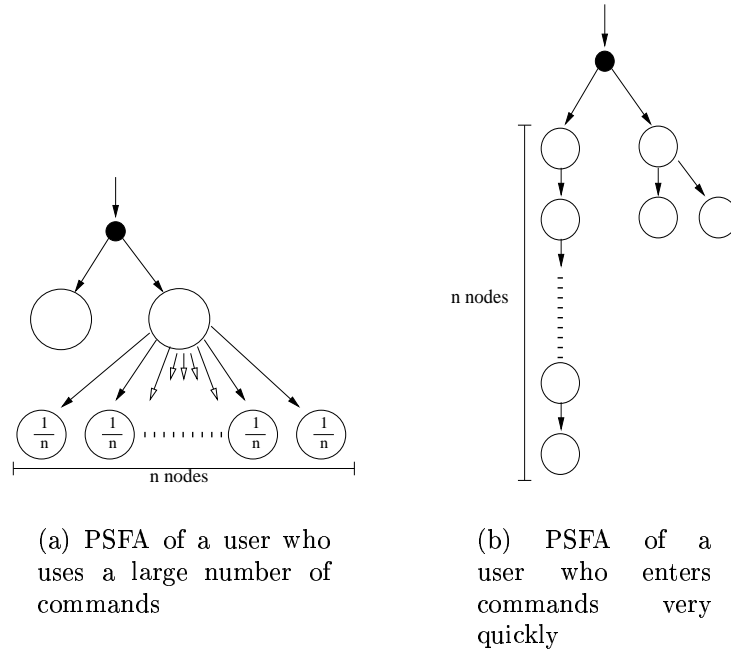 1
n
1
n
1
n
1
n
n nodes
(a) PSFA of a user who
uses a large number of
commands
n nodes
(b) PSFA of a
user who enters
commands very
quickly